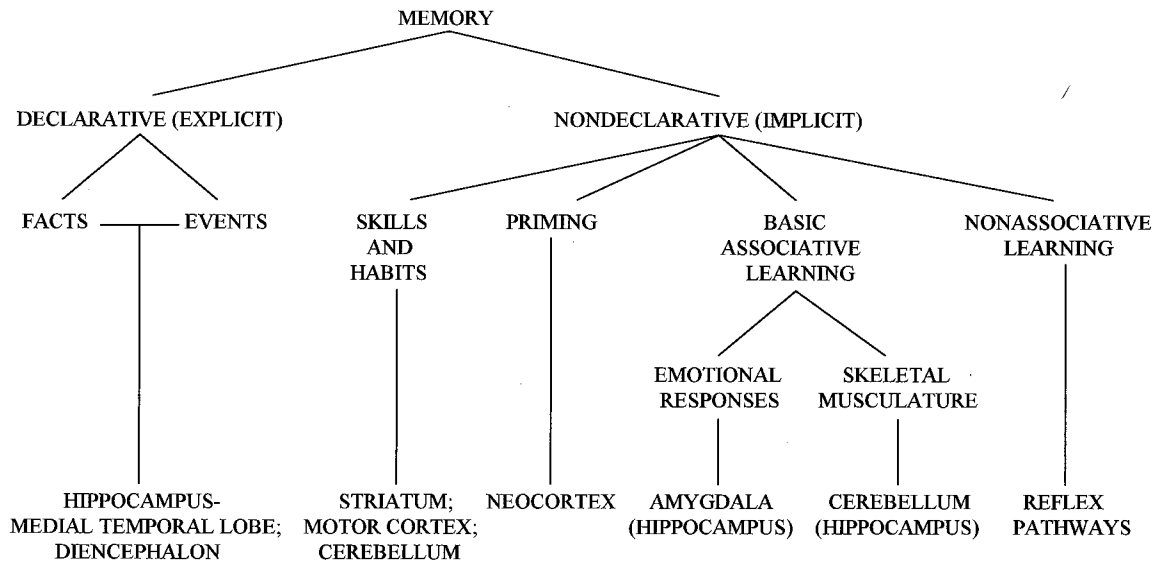 MEMORY
DECLARATIVE (EXPLICIT)
NONDECLARATIVE (IMPLICIT)
FACTS
EVENTS
SKILLS
AND
HABITS
PRIMING
BASIC
ASSOCIATIVE
LEARNING
NONASSOCIATIVE
LEARNING
EMOTIONAL
RESPONSES
SKELETAL
MUSCULATURE
HIPPOCAMPUS-
MEDIAL TEMPORAL LOBE;
DIENCEPHALON
STRIATUM;
MOTOR CORTEX;
CEREBELLUM
NEOCORTEX
AMYGDALA
(HIPPOCAMPUS)
CEREBELLUM
(HIPPOCAMPUS)
REFLEX
PATHWAYS